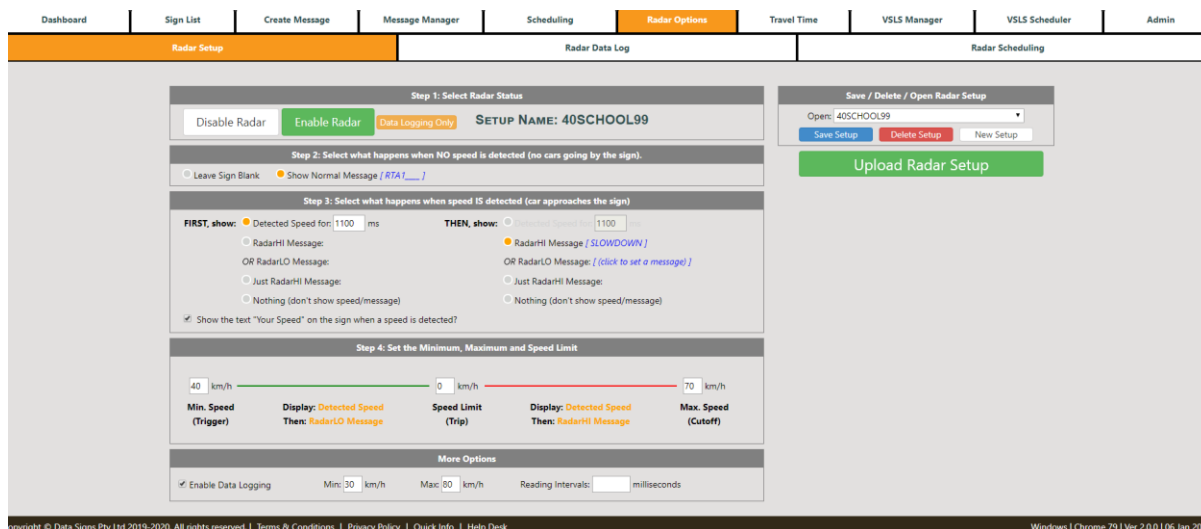 Dashboard Sign List Create Message Message Manager Scheduling Radar Options Travel Time VSLS Manager VSLS Scheduler Admin
Radar Setup Radar Data Log Radar Scheduling
Step 1: Select Radar Status
Disable Radar Enable Radar Data Logging Only SETUP NAME: 40SCHOOL99
Step 2: Select what happens when NO speed is detected (no cars going by the sign).
Leave Sign Blank Show Normal Message [ RTA1___ ]
Step 3: Select what happens when speed IS detected (car approaches the sign)
FIRST, show: Detected Speed for: 1100 ms THEN, show: Detected Speed for: 1100 ms
RadarHI Message: RadarHI Message [ SLOWDOWN ]
OR RadarLO Message: OR RadarLO Message: [ (click to set a message) ]
Just RadarHI Message: Just RadarHI Message:
Nothing (don't show speed/message) Nothing (don't show speed/message)
Show the text "Your Speed" on the sign when a speed is detected?
Step 4: Set the Minimum, Maximum and Speed Limit
40 km/h 0 km/h 70 km/h
Min. Speed Display: Detected Speed Speed Limit Display: Detected Speed Max. Speed
(Trigger) Then: RadarLO Message (Trip) Then: RadarHI Message (Cutoff)
More Options
Enable Data Logging Min: 30 km/h Max: 80 km/h Reading Intervals: milliseconds
Save / Delete / Open Radar Setup
Open: 40SCHOOL99
Save Setup Delete Setup New Setup
Upload Radar Setup
opyright © Data Signs Pty Ltd 2019-2020. All rights reserved. | Terms & Conditions | Privacy Policy | Quick Info | Help Desk Windows | Chrome 79 | Ver 2.0.0 | 06 Jan 20